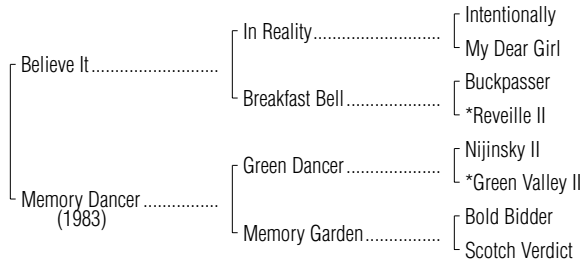 Intentionally
In Reality..............................
My Dear Girl
Believe It..............................
Buckpasser
Breakfast Bell........................
*Reveille II
Nijinsky II
Green Dancer......................
*Green Valley II
Memory Dancer..................
(1983)
Bold Bidder
Memory Garden..................
Scotch Verdict